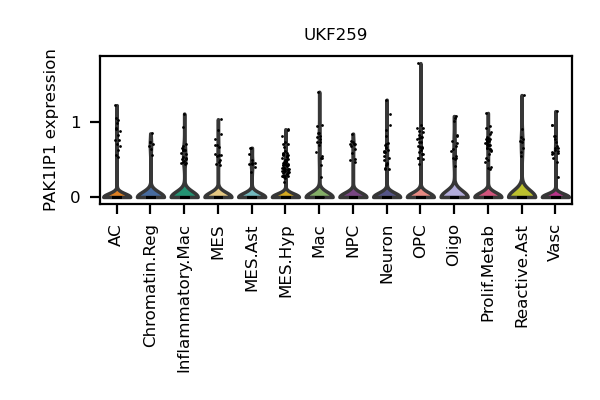 UKF259
PAK1IP1 expression
1
0
AC
Chromatin.Reg
Inflammatory.Mac
MES
MES.Ast
MES.Hyp
Mac
NPC
Neuron
OPC
Oligo
Prolif.Metab
Reactive.Ast
Vasc